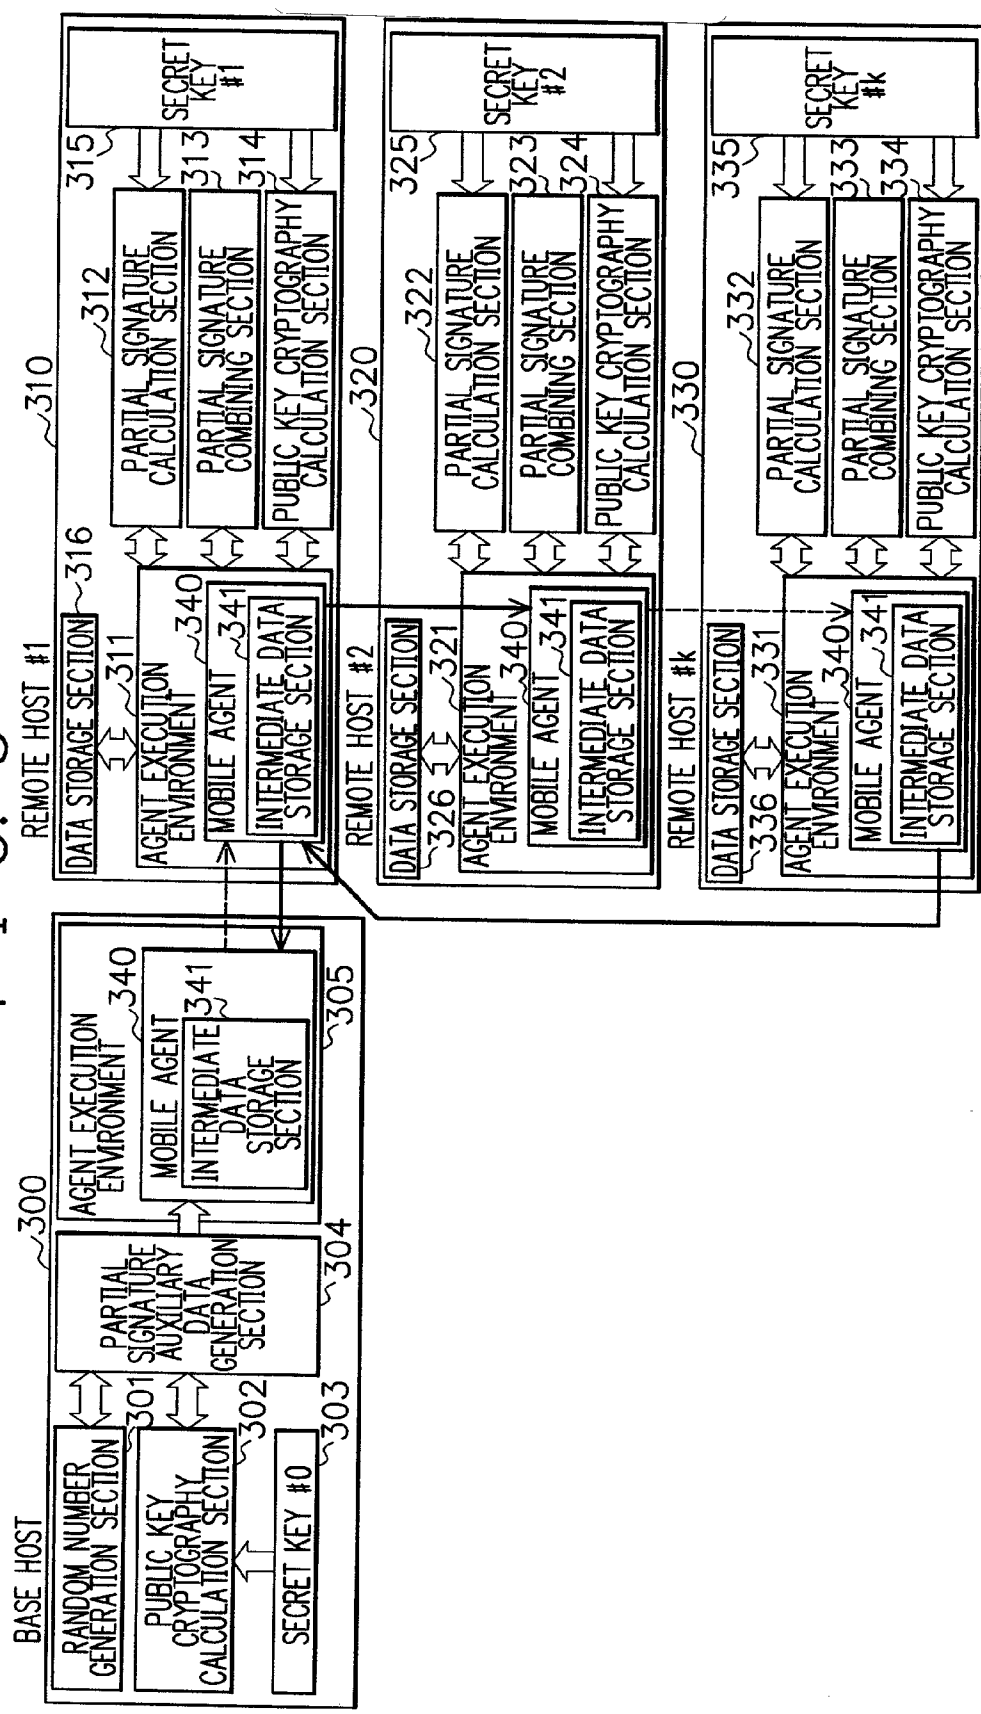 BASE HOST
300
RANDOM NUMBER
GENERATION SECTION
301
PUBLIC KEY
CRYPTOGRAPHY
CALCULATION SECTION
302
SECRET KEY #0
303
PARTIAL
SIGNATURE
AUXILIARY
DATA
GENERATION
SECTION
304
AGENT EXECUTION
ENVIRONMENT
340
MOBILE AGENT
341
INTERMEDIATE
DATA
STORAGE
SECTION
305
REMOTE HOST #1
310
DATA STORAGE SECTION
316
311
AGENT EXECUTION
ENVIRONMENT
340
MOBILE AGENT
341
INTERMEDIATE DATA
STORAGE SECTION
312
PARTIAL SIGNATURE
CALCULATION SECTION
313
PARTIAL SIGNATURE
COMBINING SECTION
314
PUBLIC KEY CRYPTOGRAPHY
CALCULATION SECTION
315
SECRET
KEY
#1
REMOTE HOST #2
320
DATA STORAGE SECTION
326
321
AGENT EXECUTION
ENVIRONMENT
340
MOBILE AGENT
341
INTERMEDIATE DATA
STORAGE SECTION
322
PARTIAL SIGNATURE
CALCULATION SECTION
323
PARTIAL SIGNATURE
COMBINING SECTION
324
PUBLIC KEY CRYPTOGRAPHY
CALCULATION SECTION
325
SECRET
KEY
#2
REMOTE HOST #k
330
DATA STORAGE SECTION
336
331
AGENT EXECUTION
ENVIRONMENT
340
MOBILE AGENT
341
INTERMEDIATE DATA
STORAGE SECTION
332
PARTIAL SIGNATURE
CALCULATION SECTION
333
PARTIAL SIGNATURE
COMBINING SECTION
334
PUBLIC KEY CRYPTOGRAPHY
CALCULATION SECTION
335
SECRET
KEY
#k